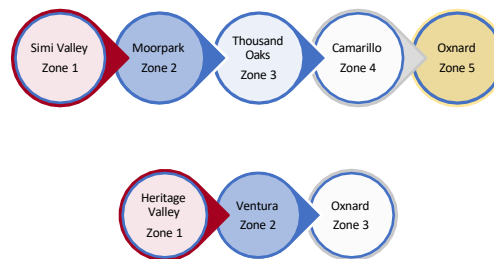 Simi Valley
Zone 1
Moorpark
Zone 2
Thousand
Oaks
Zone 3
Camarillo
Zone 4
Oxnard
Zone 5
Heritage
Valley
Zone 1
Ventura
Zone 2
Oxnard
Zone 3